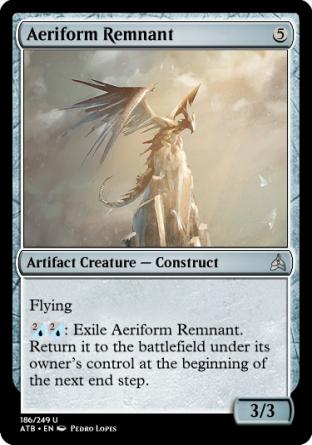 Aeriform Remnant 5
Artifact Creature — Construct
Flying
2 2 : Exile Aeriform Remnant.
Return it to the battlefield under its
owner's control at the beginning of
the next end step.
3/3
186/249 U
ATB • EN Pedro Lopes